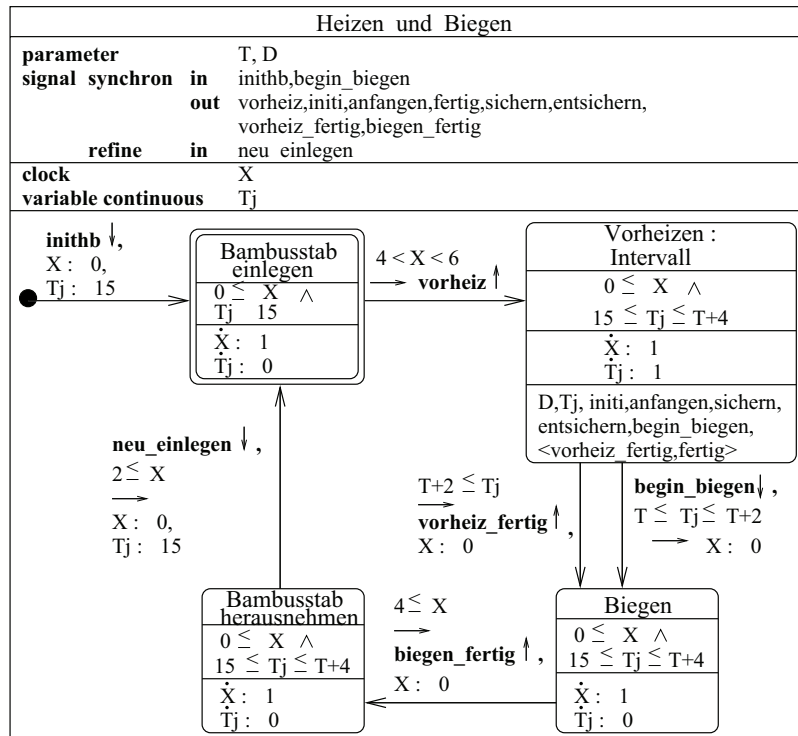 Heizen und Biegen
parameter T, D
signal synchron in inithb,begin_biegen
out vorheiz,initi,anfangen,fertig,sichern,entsichern,
vorheiz_fertig,biegen_fertig
refine in neu einlegen
clock X
variable continuous Tj
inithb ↓,
X : 0,
Tj : 15
Bambusstab
einlegen
0 ≤ X ∧
Tj 15
Ẋ : 1
Ṫj : 0
4 < X < 6
→ vorheiz ↑
Vorheizen :
Intervall
0 ≤ X ∧
15 ≤ Tj ≤ T+4
Ẋ : 1
Ṫj : 1
D,Tj, initi,anfangen,sichern,
entsichern,begin_biegen,
<vorheiz_fertig,fertig>
neu_einlegen ↓ ,
2 ≤ X
→
X : 0,
Tj : 15
T+2 ≤ Tj
→
vorheiz_fertig ↑ ,
X : 0
begin_biegen ↓ ,
T ≤ Tj ≤ T+2
→ X : 0
Bambusstab
herausnehmen
0 ≤ X ∧
15 ≤ Tj ≤ T+4
Ẋ : 1
Ṫj : 0
4 ≤ X
→
biegen_fertig ↑ ,
X : 0
Biegen
0 ≤ X ∧
15 ≤ Tj ≤ T+4
Ẋ : 1
Ṫj : 0